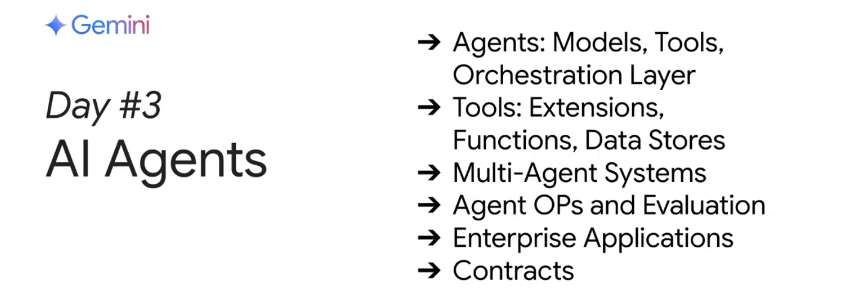 Gemini
Day #3
AI Agents
➔ Agents: Models, Tools,
Orchestration Layer
➔ Tools: Extensions,
Functions, Data Stores
➔ Multi-Agent Systems
➔ Agent OPs and Evaluation
➔ Enterprise Applications
➔ Contracts